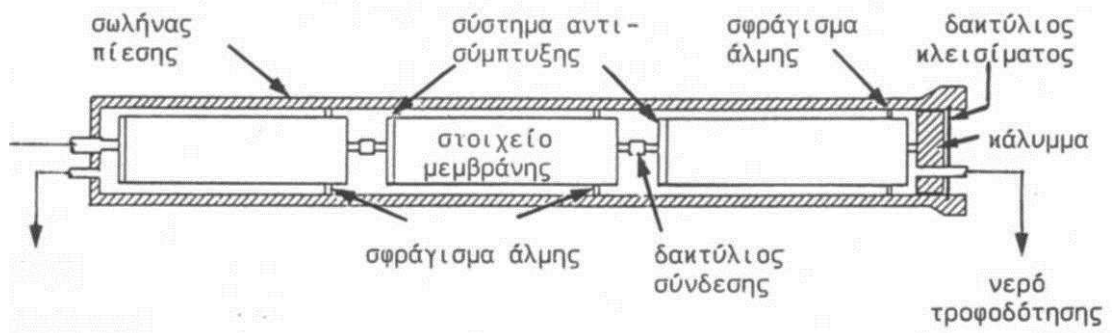 σωλήνας
πίεσης
σύστημα αντι-
σύμπτυξης
σφράγισμα
άλμης
δακτύλιος
κλεισίματος
στοιχείο
μεμβράνης
κάλυμμα
σφράγισμα άλμης
δακτύλιος
σύνδεσης
νερό
τροφοδότησης